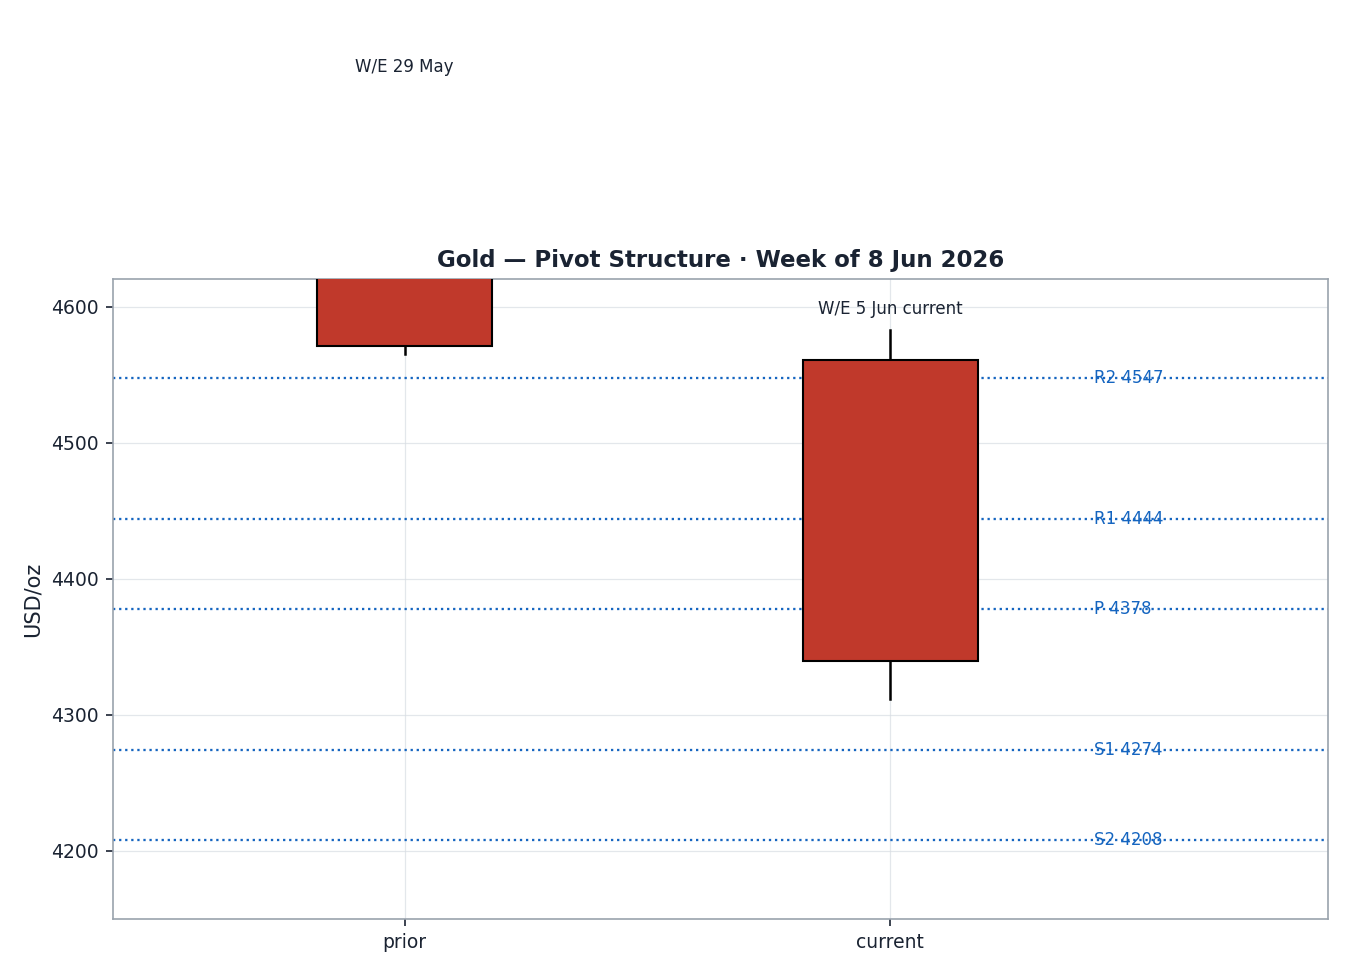 W/E 29 May
Gold — Pivot Structure · Week of 8 Jun 2026
4600
W/E 5 Jun current
R2 4547
4500
R1 4444
4400
P 4378
USD/oz
4300
S1 4274
S2 4208
4200
prior
current